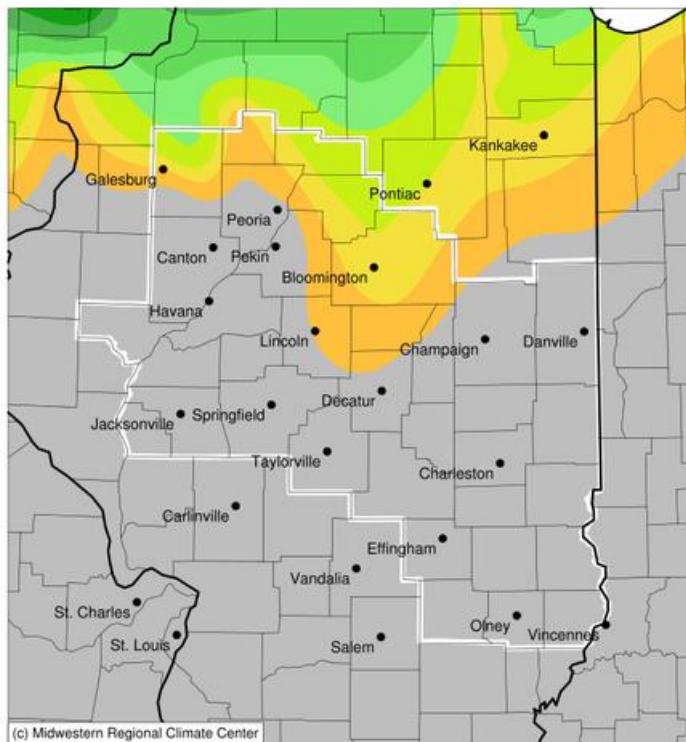 Kankakee
Galesburg
Pontiac
Peoria
Canton
Pekin
Bloomington
Havana
Lincoln
Champaign
Danville
Decatur
Jacksonville
Springfield
Taylorville
Charleston
Carlinville
Effingham
Vandalia
St. Charles
Olney
Vincennes
St. Louis
Salem
(c) Midwestern Regional Climate Center